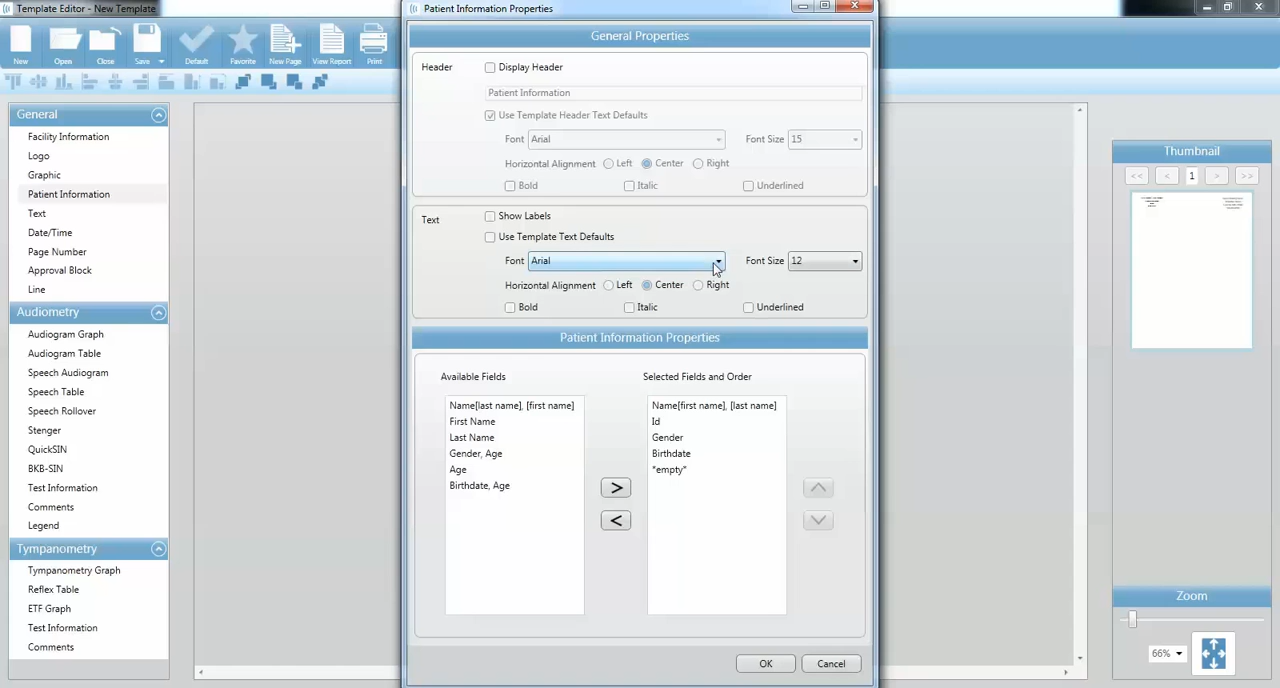 Template Editor - New Template
Patient Information Properties
New
Open
Close
Save
Default
Favorite
New Page
View Report
Print
General Properties
Header
Display Header
Patient Information
Use Template Header Text Defaults
Font Arial Font Size 15
Horizontal Alignment Left Center Right
Bold Italic Underlined
Text
Show Labels
Use Template Text Defaults
Font Arial Font Size 12
Horizontal Alignment Left Center Right
Bold Italic Underlined
Patient Information Properties
Available Fields
Name[last name], [first name]
First Name
Last Name
Gender, Age
Age
Birthdate, Age
>
<
Selected Fields and Order
Name[first name], [last name]
Id
Gender
Birthdate
*empty*
OK
Cancel
General
Facility Information
Logo
Graphic
Patient Information
Text
Date/Time
Page Number
Approval Block
Line
Audiometry
Audiogram Graph
Audiogram Table
Speech Audiogram
Speech Table
Speech Rollover
Stenger
QuickSIN
BKB-SIN
Test Information
Comments
Legend
Tympanometry
Tympanometry Graph
Reflex Table
ETF Graph
Test Information
Comments
Thumbnail
<< < 1 > >>
Zoom
66%